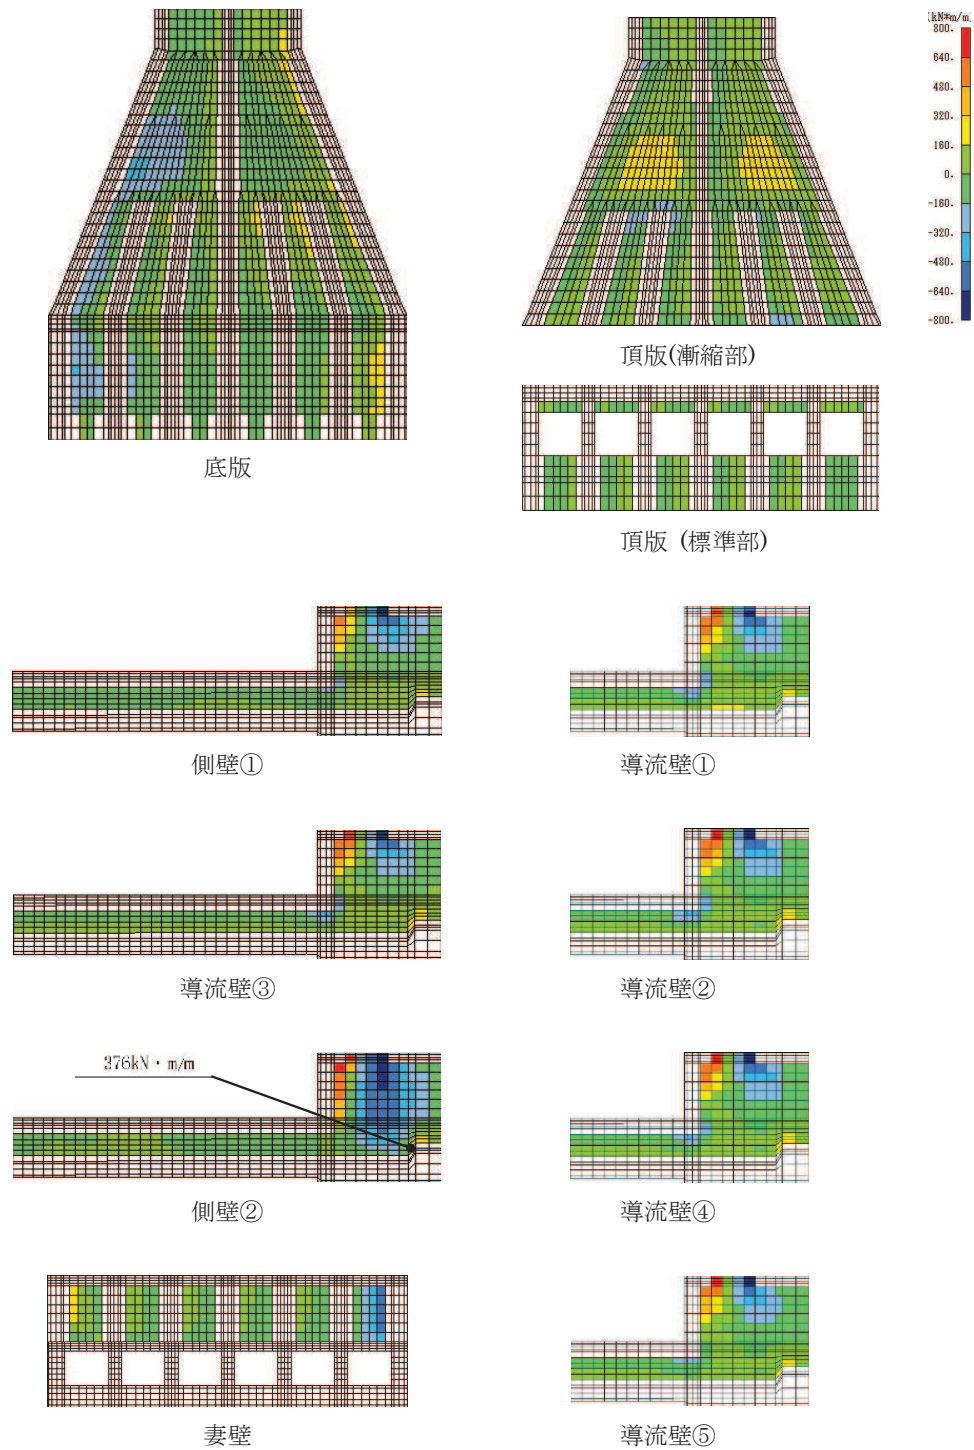 (kN*m/m)
800.
640.
480.
320.
160.
0.
-160.
-320.
-480.
-640.
-800.
頂版(漸縮部)
底版
頂版 (標準部)
側壁①
導流壁①
導流壁③
導流壁②
376kN・m/m
側壁②
導流壁④
妻壁
導流壁⑤